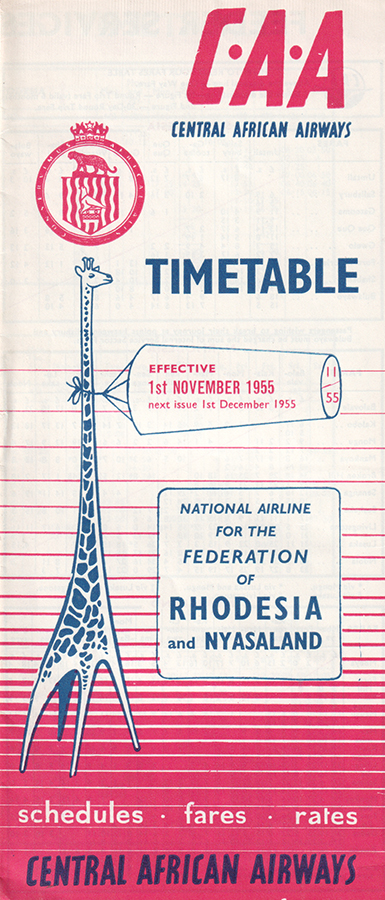 C·A·A
CENTRAL AFRICAN AIRWAYS
TIMETABLE
EFFECTIVE
1st NOVEMBER 1955
next issue 1st December 1955
11
55
NATIONAL AIRLINE
FOR THE
FEDERATION
OF
RHODESIA
and NYASALAND
schedules · fares · rates
CENTRAL AFRICAN AIRWAYS